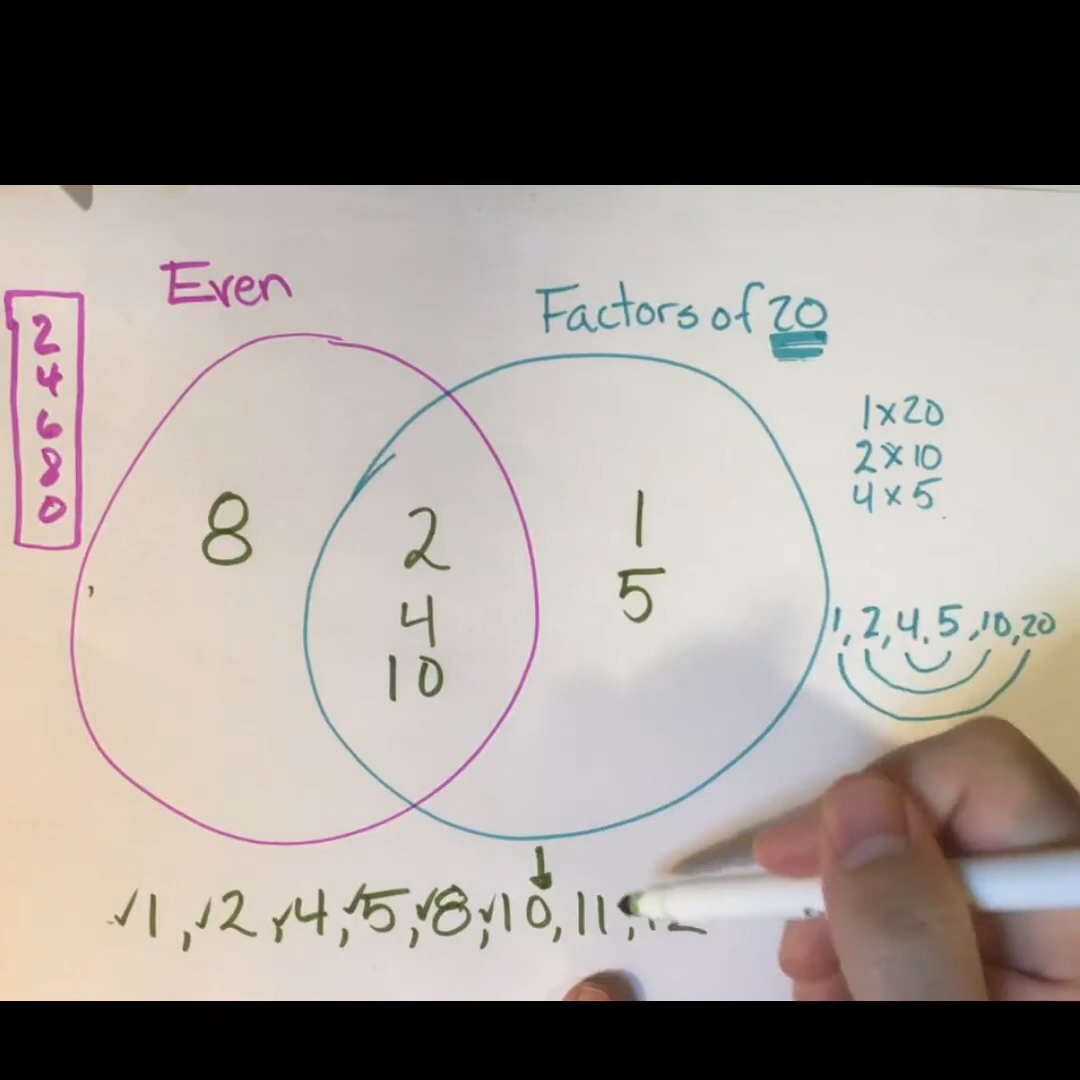 Even
Factors of 20
2
4
6
8
0
8
2
4
10
1
5
1x20
2x10
4x5
1, 2, 4, 5, 10, 20
✓1, ✓2, ✓4, ✓5, ✓8, ✓10, 11,